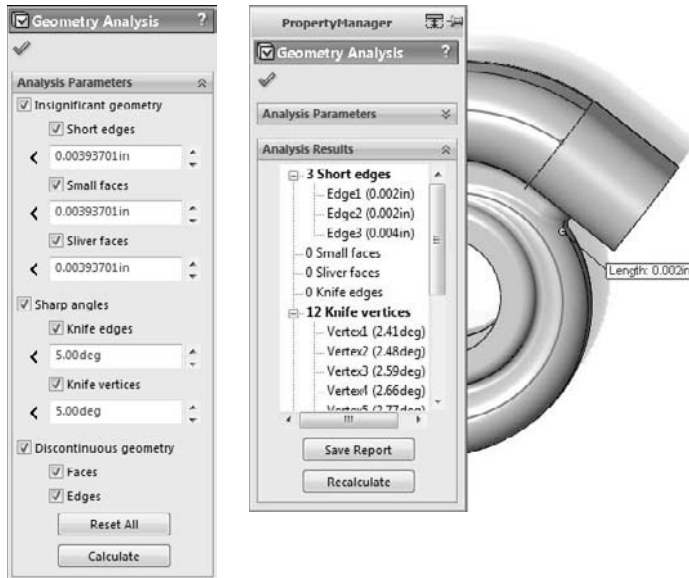 Geometry Analysis ?
Analysis Parameters
Insignificant geometry
Short edges
< 0.00393701in
Small faces
< 0.00393701in
Sliver faces
< 0.00393701in
Sharp angles
Knife edges
< 5.00deg
Knife vertices
< 5.00deg
Discontinuous geometry
Faces
Edges
Reset All
Calculate
PropertyManager
Geometry Analysis ?
Analysis Parameters
Analysis Results
3 Short edges
Edge1 (0.002in)
Edge2 (0.002in)
Edge3 (0.004in)
0 Small faces
0 Sliver faces
0 Knife edges
12 Knife vertices
Vertex1 (2.41deg)
Vertex2 (2.48deg)
Vertex3 (2.59deg)
Vertex4 (2.66deg)
Vertex5 (2.77deg)
Save Report
Recalculate
Length: 0.002in